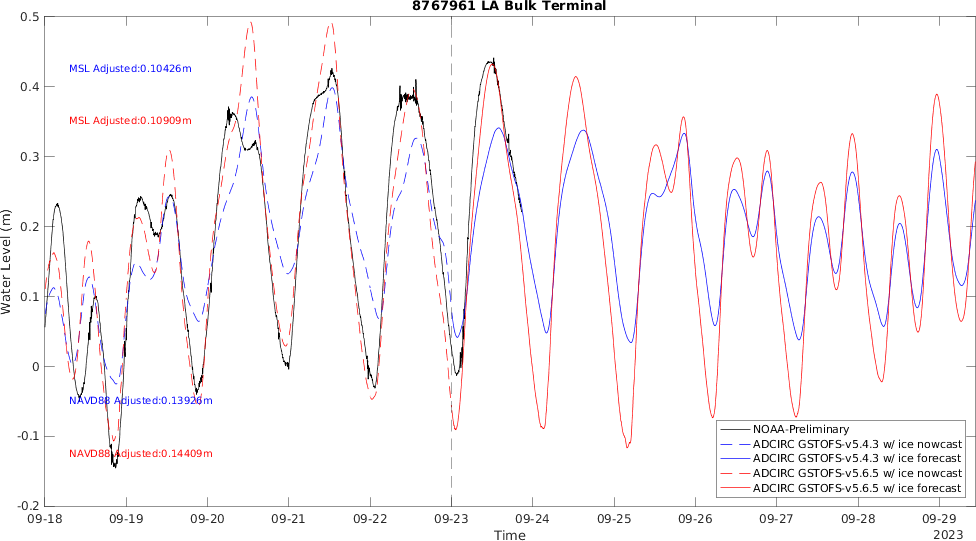 8767961 LA Bulk Terminal
0.5
0.4
0.3
0.2
0.1
0
-0.1
-0.2
Water Level (m)
MSL Adjusted:0.10426m
MSL Adjusted:0.10909m
NAVD88 Adjusted:0.13926m
NAVD88 Adjusted:0.14409m
NOAA-Preliminary
ADCIRC GSTOFS-v5.4.3 w/ ice nowcast
ADCIRC GSTOFS-v5.4.3 w/ ice forecast
ADCIRC GSTOFS-v5.6.5 w/ ice nowcast
ADCIRC GSTOFS-v5.6.5 w/ ice forecast
09-18 09-19 09-20 09-21 09-22 09-23 09-24 09-25 09-26 09-27 09-28 09-29
Time
2023